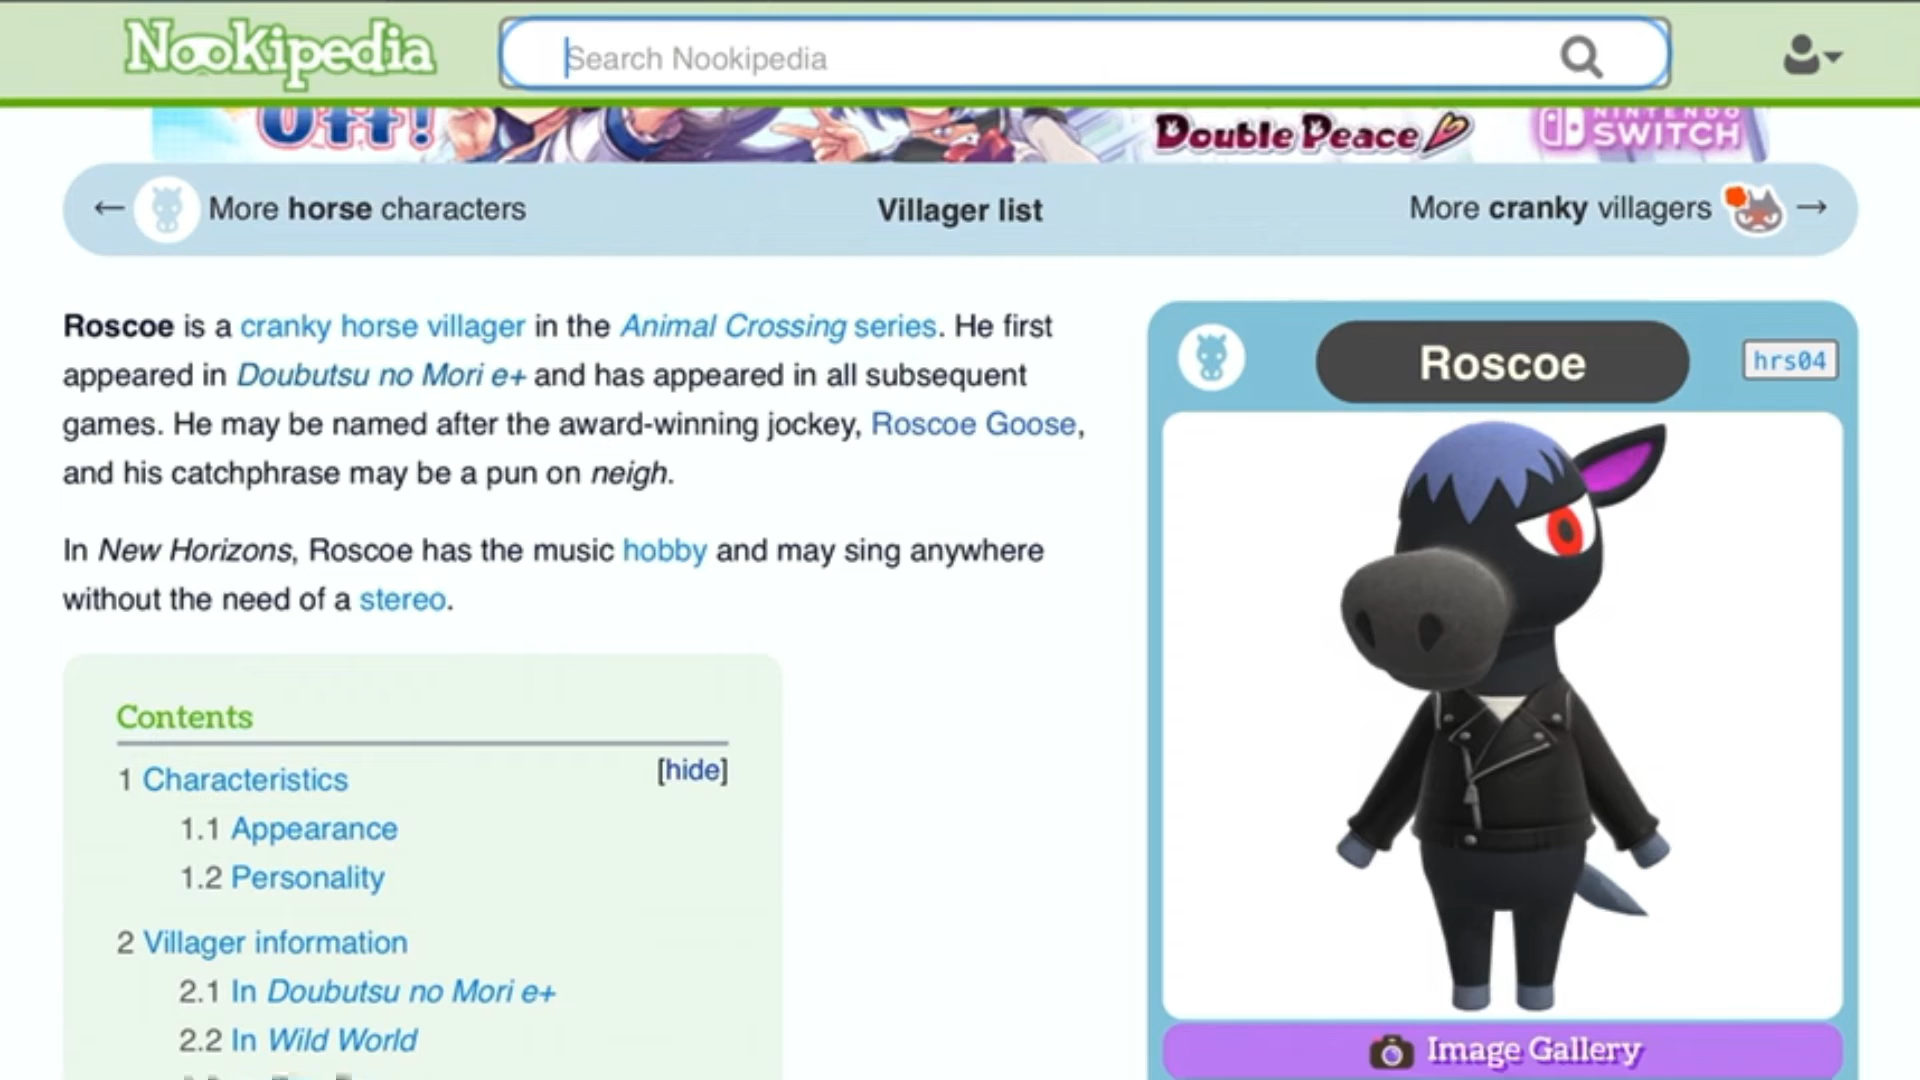 Nookipedia
Search Nookipedia
Off!
Double Peace
NINTENDO
SWITCH
← More horse characters
Villager list
More cranky villagers →
Roscoe is a cranky horse villager in the Animal Crossing series. He first
appeared in Doubutsu no Mori e+ and has appeared in all subsequent
games. He may be named after the award-winning jockey, Roscoe Goose,
and his catchphrase may be a pun on neigh.
In New Horizons, Roscoe has the music hobby and may sing anywhere
without the need of a stereo.
Roscoe
hrs04
Contents
[hide]
1 Characteristics
1.1 Appearance
1.2 Personality
2 Villager information
2.1 In Doubutsu no Mori e+
2.2 In Wild World
Image Gallery